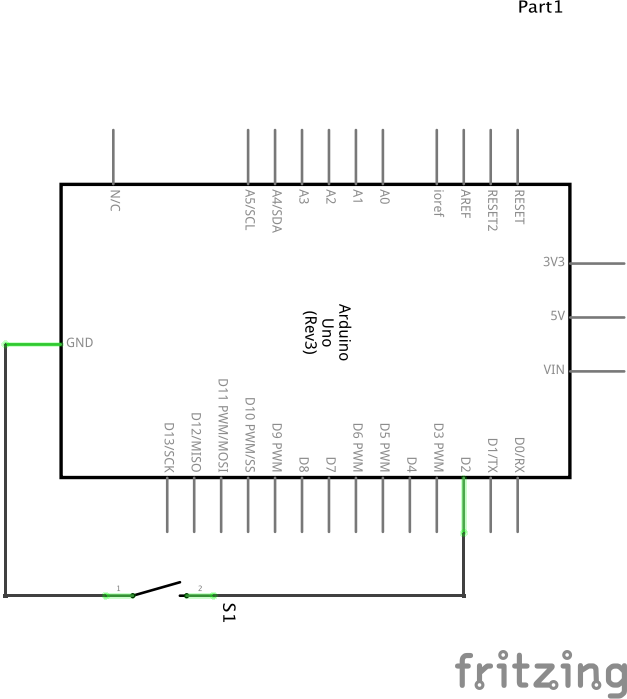 Part1
N/C
A5/SCL
A4/SDA
A3
A2
A1
A0
ioref
AREF
RESET2
RESET
3V3
5V
VIN
Arduino
Uno
(Rev3)
GND
D13/SCK
D12/MISO
D11 PWM/MOSI
D10 PWM/SS
D9 PWM
D8
D7
D6 PWM
D5 PWM
D4
D3 PWM
D2
D1/TX
D0/RX
1
2
S1
fritzing